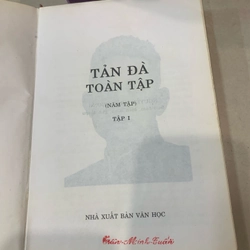 TẢN ĐÀ
TOÀN TẬP
(NĂM TẬP)
TẬP I
NHÀ XUẤT BẢN VĂN HỌC
Trần Minh Tuấn